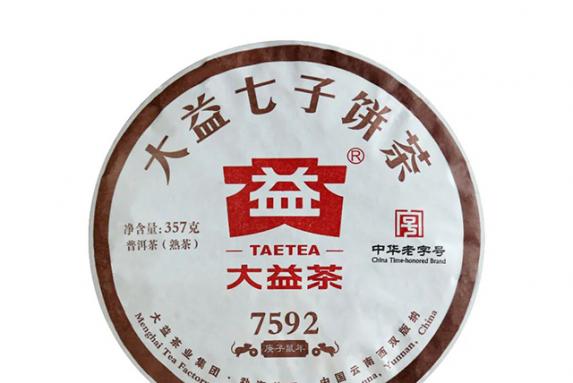 大益七子饼茶
益
®
净含量:357克
普洱茶(熟茶)
TAETEA
大益茶
中华老字号
China Time-honored Brand
7592
庚子鼠年
大益茶业集团
中国云南西双版纳
Menghai Tea Factory
Yunnan, China